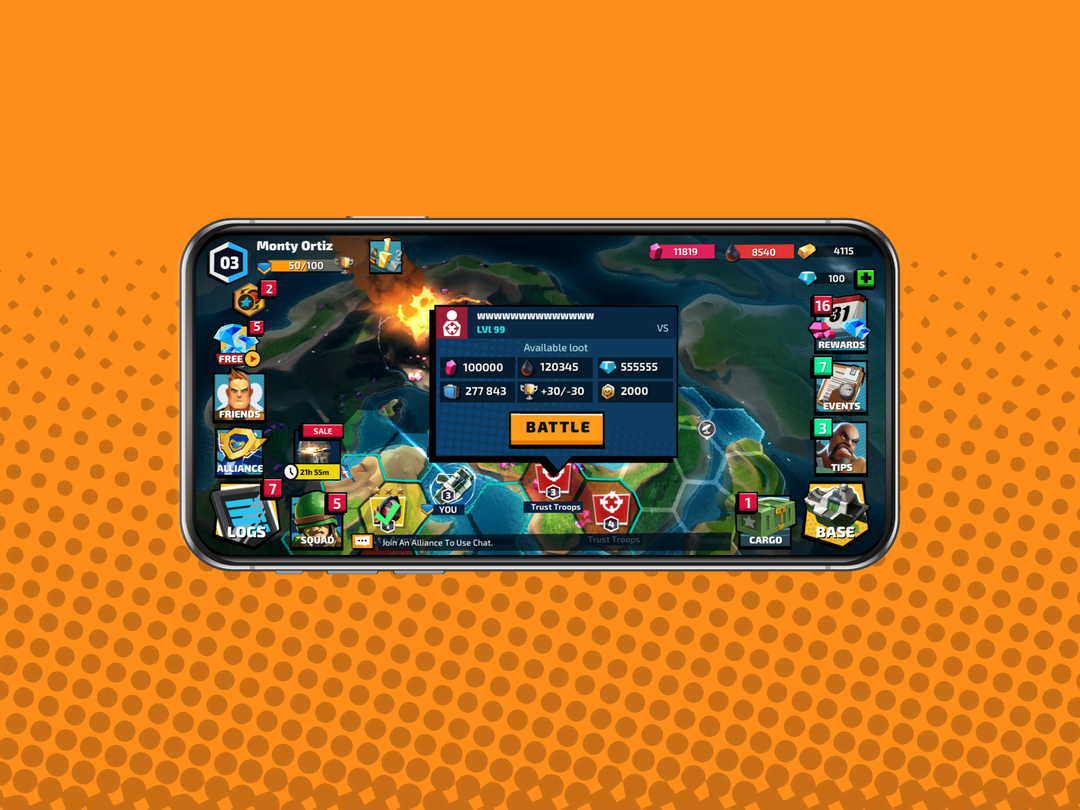 Monty Ortiz
03
50/100
2
11819
8540
4115
100
2
5
FREE
FRIENDS
ALLIANCE
SALE
21h 55m
7
LOGS
5
SQUAD
wwwwwwwwwwwwwww
LVl 99
VS
Available loot
100000
120345
555555
277 843
+30/-30
2000
BATTLE
3
YOU
3
Trust Troops
4
Trust Troops
Join An Alliance To Use Chat.
16
31
REWARDS
7
EVENTS
3
TIPS
1
CARGO
BASE